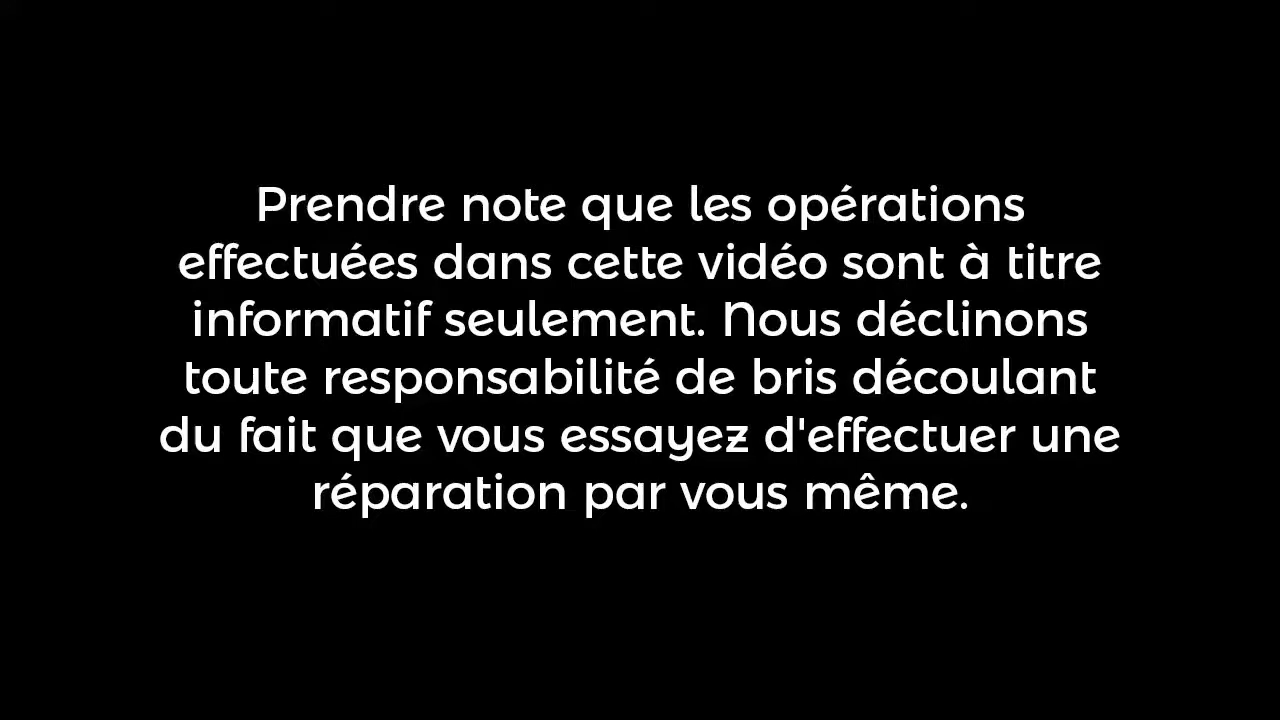 Prendre note que les opérations
effectuées dans cette vidéo sont à titre
informatif seulement. Nous déclinons
toute responsabilité de bris découlant
du fait que vous essayez d'effectuer une
réparation par vous même.